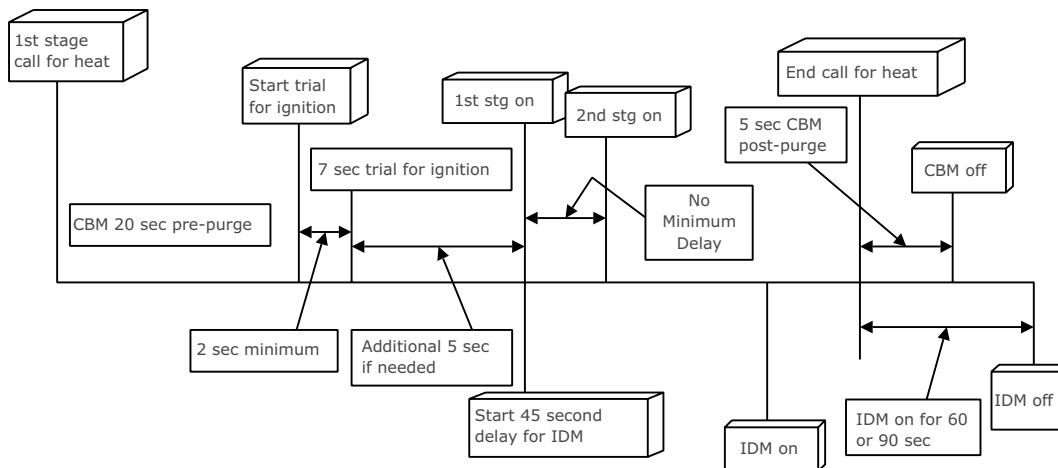 1st stage
call for heat
Start trial
for ignition
1st stg on
2nd stg on
End call for heat
7 sec trial for ignition
5 sec CBM
post-purge
CBM off
CBM 20 sec pre-purge
No
Minimum
Delay
2 sec minimum
Additional 5 sec
if needed
Start 45 second
delay for IDM
IDM on
IDM on for 60
or 90 sec
IDM off